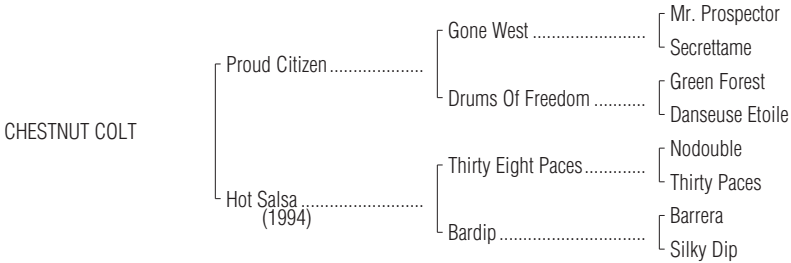 Mr. Prospector
Gone West ........................
Secrettame
Proud Citizen....................
Green Forest
Drums Of Freedom ...........
Danseuse Etoile
CHESTNUT COLT
Nodouble
Thirty Eight Paces.............
Thirty Paces
Hot Salsa ..........................
(1994)
Barrera
Bardip ...............................
Silky Dip